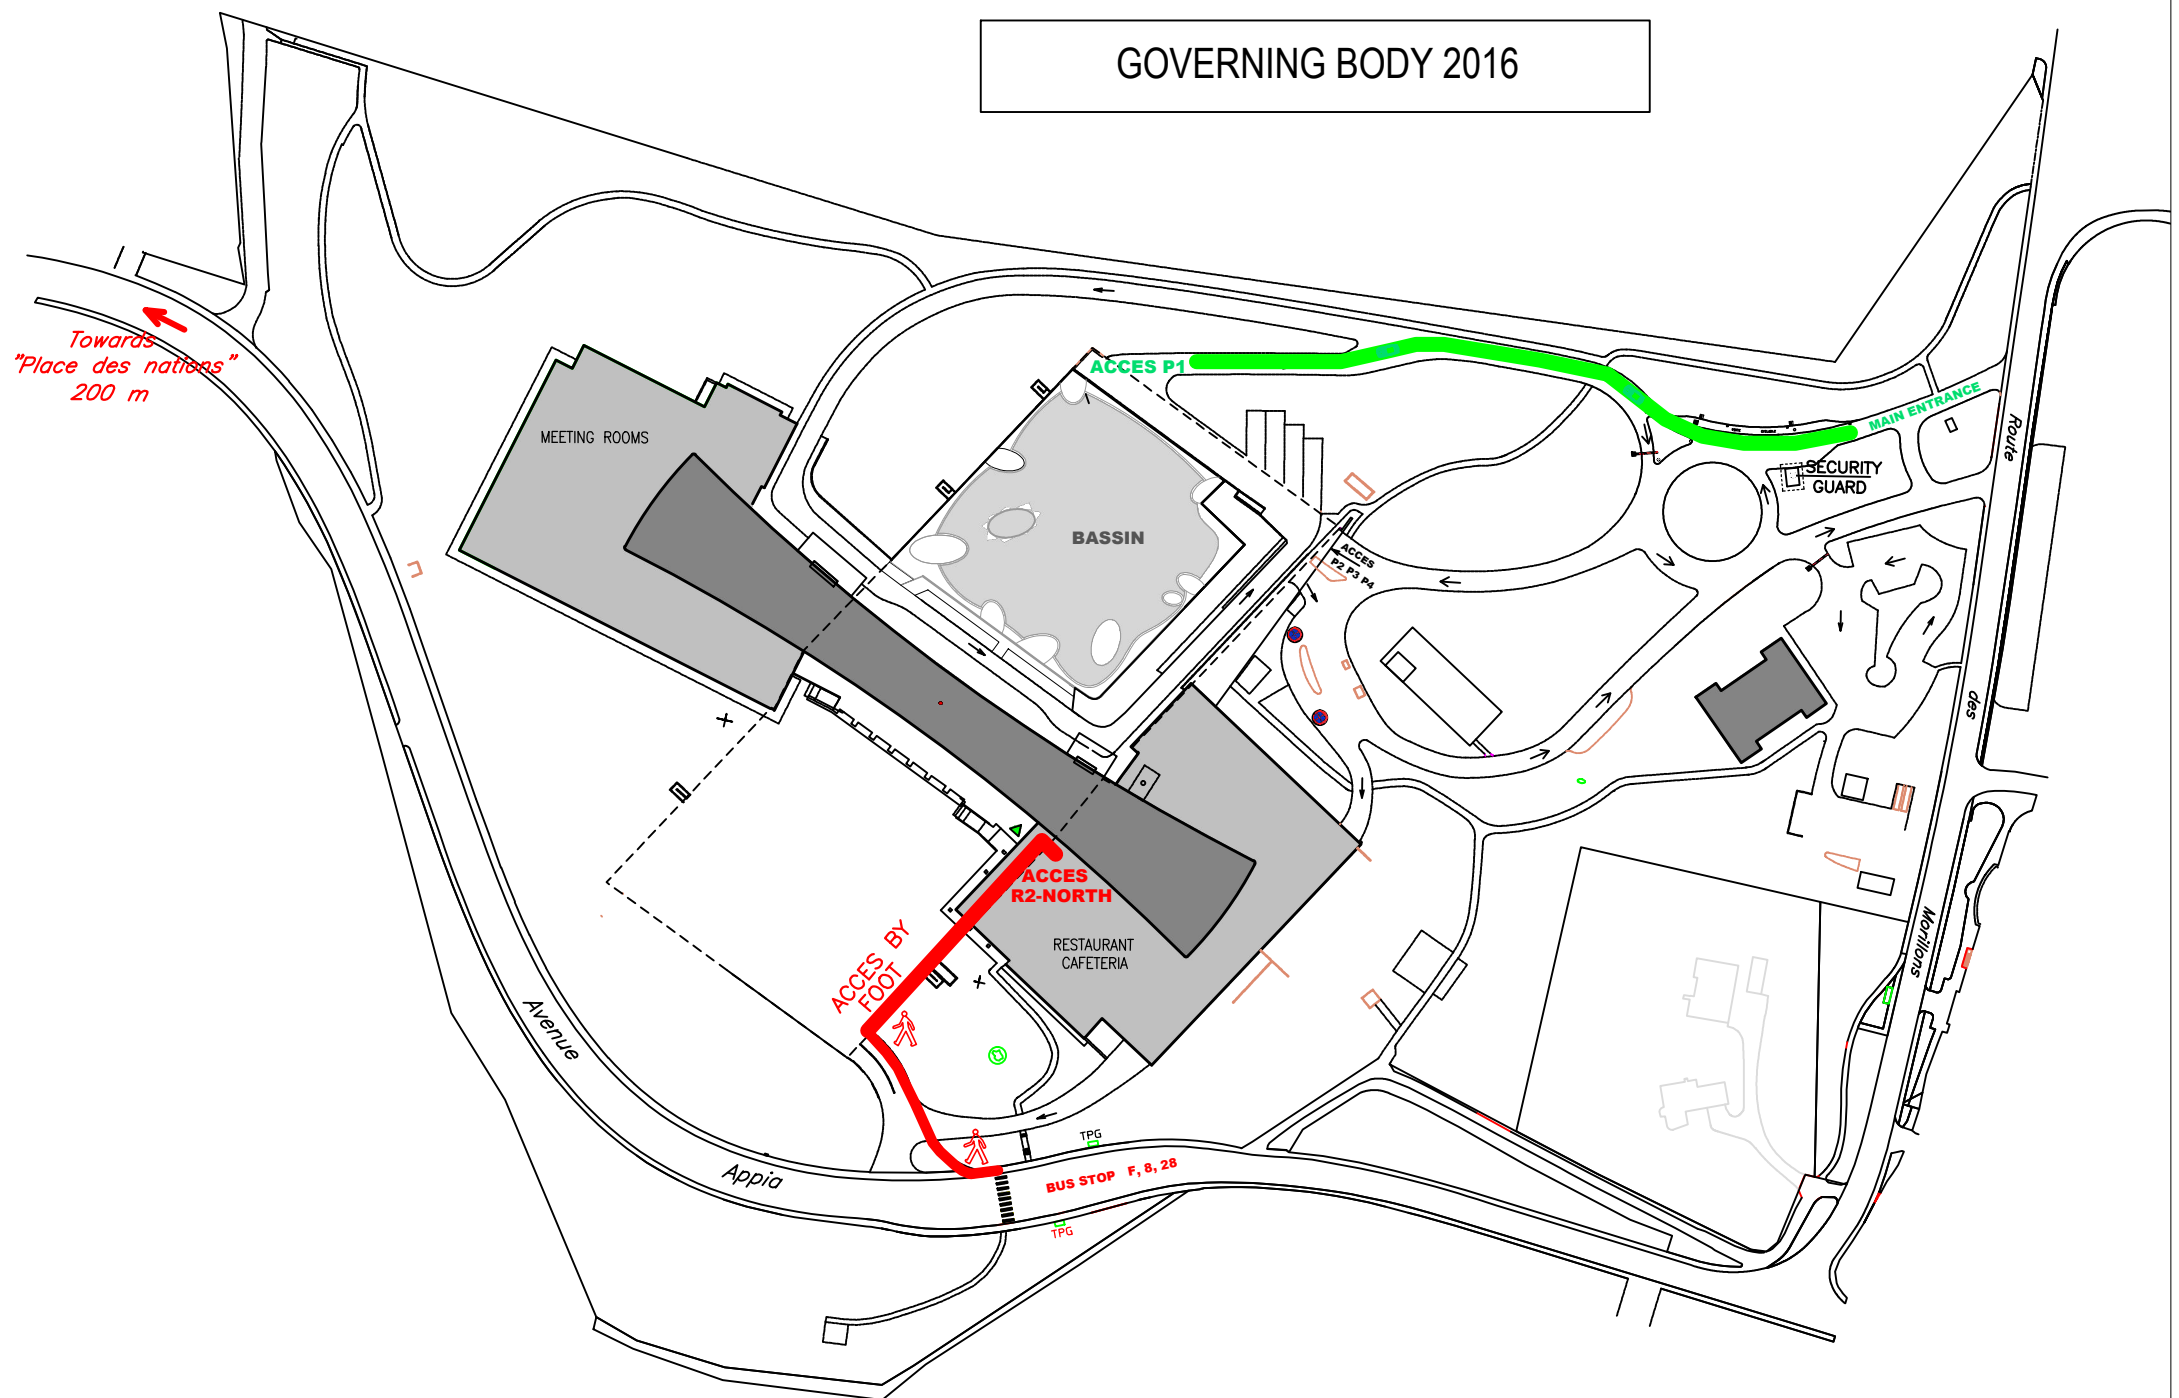 GOVERNING BODY 2016
Towards
"Place des nations"
200 m
MEETING ROOMS
ACCES P1
MAIN ENTRANCE
Route
SECURITY
GUARD
BASSIN
ACCES
P2 P3 P4
des
ACCES
R2-NORTH
ACCES BY
FOOT
RESTAURANT
CAFETERIA
Morillons
Avenue
Appia
TPG
BUS STOP F, 8, 28
TPG